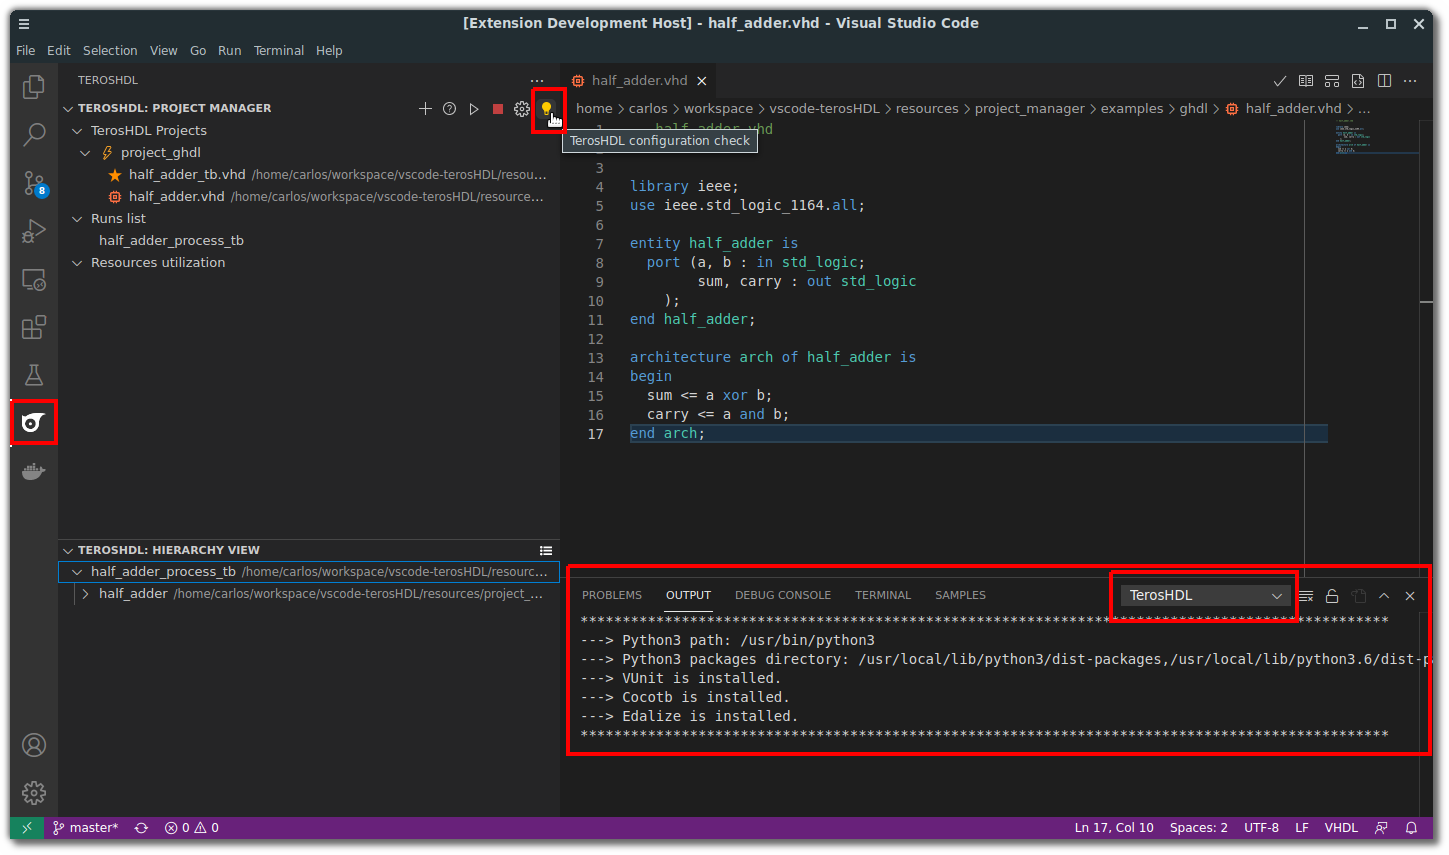 [Extension Development Host] - half_adder.vhd - Visual Studio Code
File Edit Selection View Go Run Terminal Help
TEROSHDL
half_adder.vhd
TEROSHDL: PROJECT MANAGER
home > carlos > workspace > vscode-terosHDL > resources > project_manager > examples > ghdl > half_adder.vhd > ...
TerosHDL Projects
project_ghdl
half_adder_tb.vhd /home/carlos/workspace/vscode-terosHDL/resou...
half_adder.vhd /home/carlos/workspace/vscode-terosHDL/resource...
Runs list
half_adder_process_tb
Resources utilization
8
TerosHDL configuration check
1 half_adder.vhd
3
4 library ieee;
5 use ieee.std_logic_1164.all;
6
7 entity half_adder is
8 port (a, b : in std_logic;
9 sum, carry : out std_logic
10 );
11 end half_adder;
12
13 architecture arch of half_adder is
14 begin
15 sum <= a xor b;
16 carry <= a and b;
17 end arch;
TEROSHDL: HIERARCHY VIEW
half_adder_process_tb /home/carlos/workspace/vscode-terosHDL/resourc...
half_adder /home/carlos/workspace/vscode-terosHDL/resources/project_...
PROBLEMS OUTPUT DEBUG CONSOLE TERMINAL SAMPLES
TerosHDL
************************************************************************************************
---> Python3 path: /usr/bin/python3
---> Python3 packages directory: /usr/local/lib/python3/dist-packages,/usr/local/lib/python3.6/dist-p
---> VUnit is installed.
---> Cocotb is installed.
---> Edalize is installed.
************************************************************************************************
master* 0 0 Ln 17, Col 10 Spaces: 2 UTF-8 LF VHDL